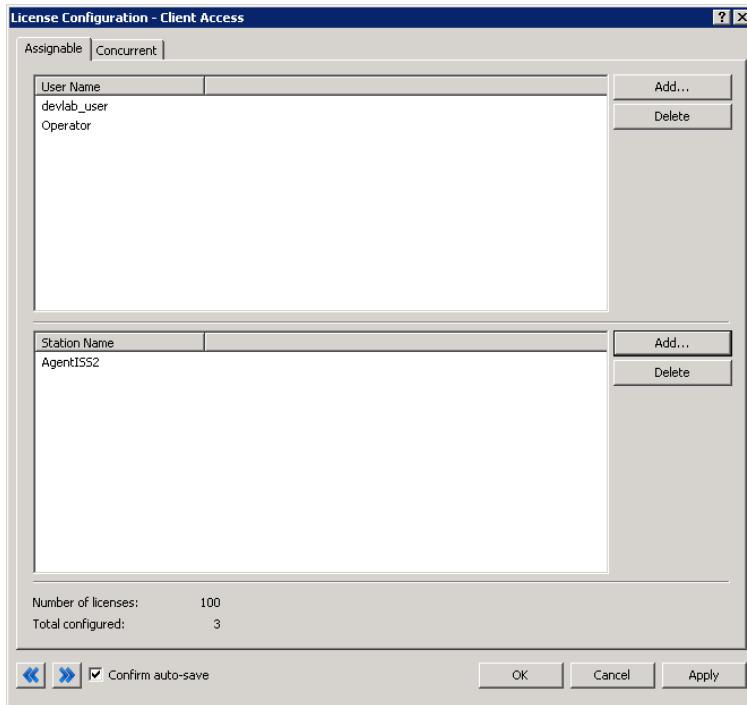 License Configuration - Client Access
Assignable Concurrent
User Name
Add...
devlab_user
Delete
Operator
Station Name
Add...
AgentISS2
Delete
Number of licenses: 100
Total configured: 3
Confirm auto-save OK Cancel Apply